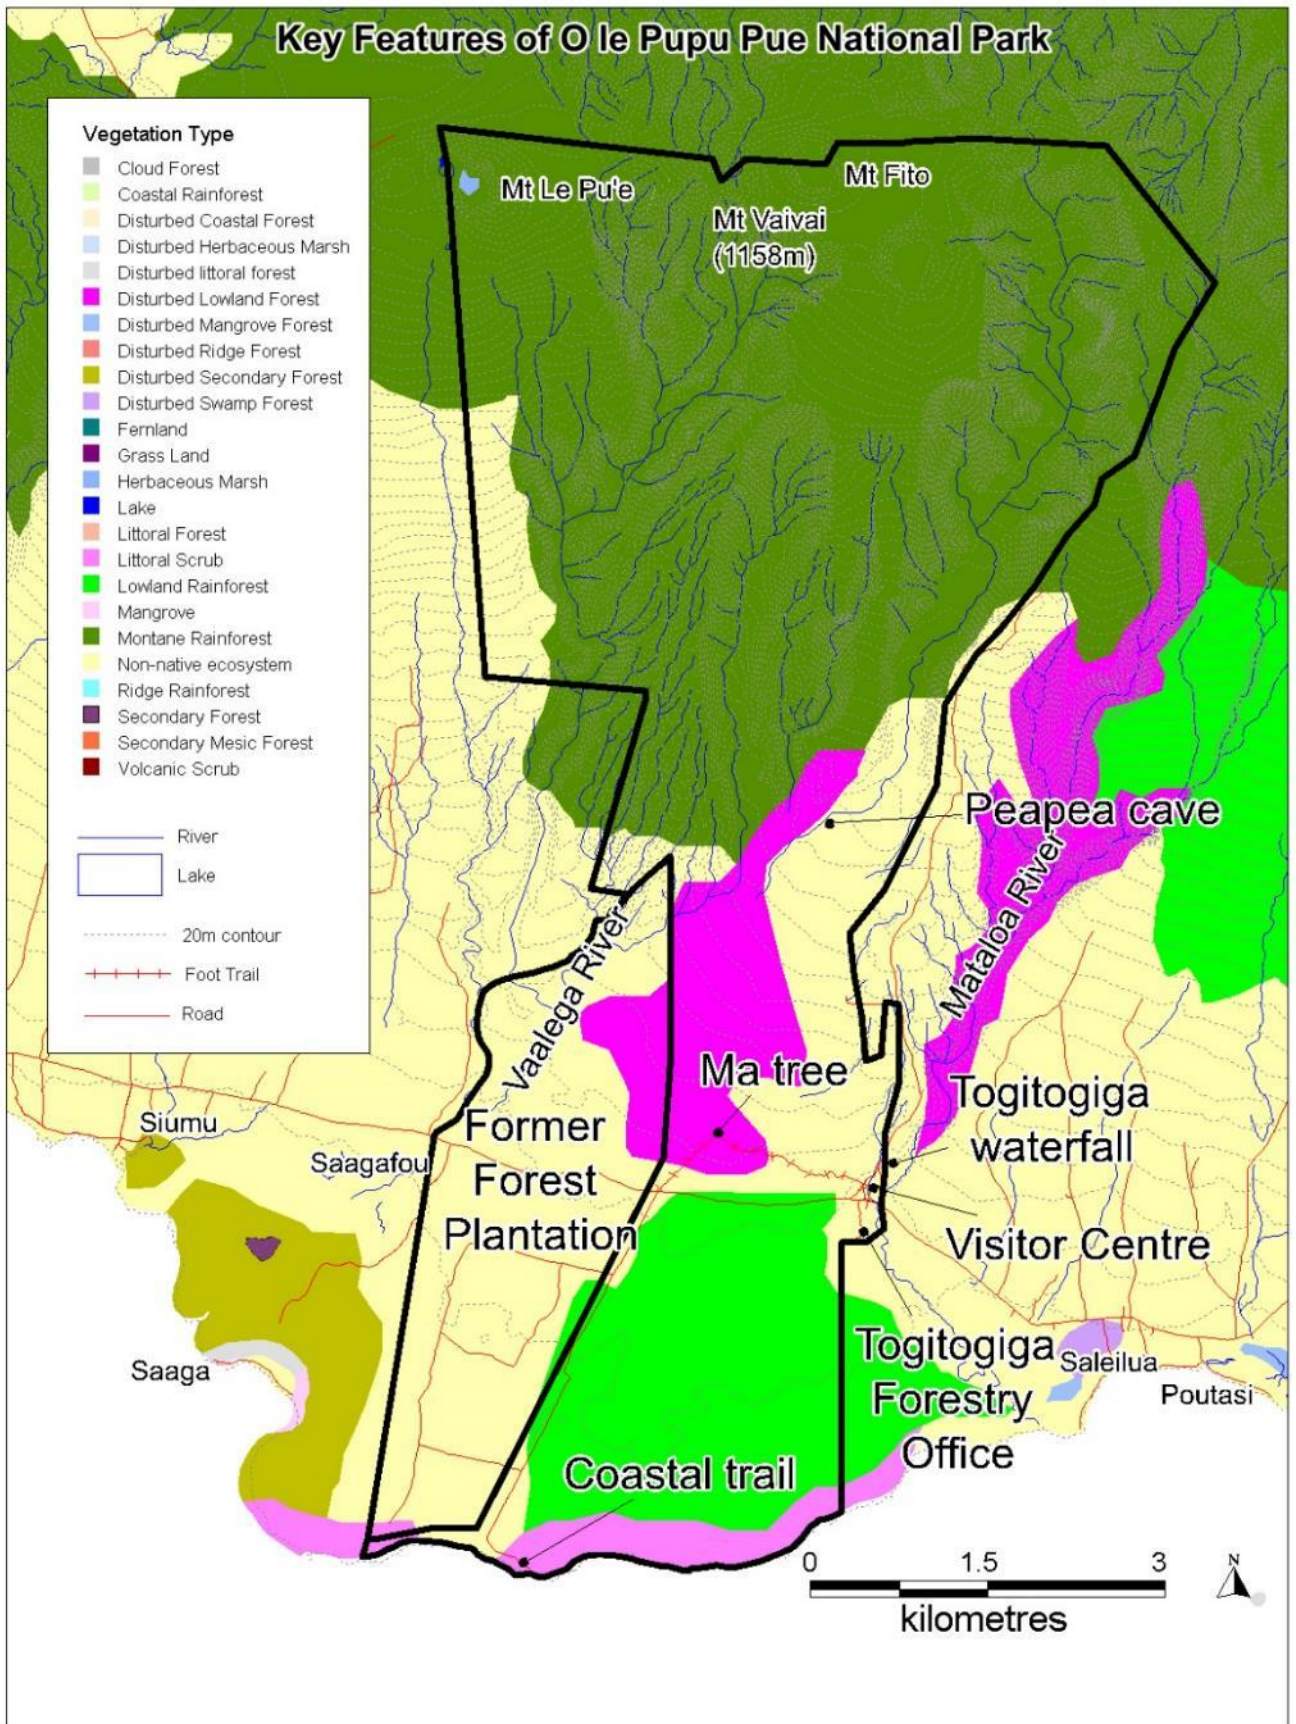 Key Features of O le Pupu Pue National Park
Vegetation Type
Cloud Forest
Coastal Rainforest
Disturbed Coastal Forest
Disturbed Herbaceous Marsh
Disturbed littoral forest
Disturbed Lowland Forest
Disturbed Mangrove Forest
Disturbed Ridge Forest
Disturbed Secondary Forest
Disturbed Swamp Forest
Fernland
Grass Land
Herbaceous Marsh
Lake
Littoral Forest
Littoral Scrub
Lowland Rainforest
Mangrove
Montane Rainforest
Non-native ecosystem
Ridge Rainforest
Secondary Forest
Secondary Mesic Forest
Volcanic Scrub
River
Lake
20m contour
Foot Trail
Road
Mt Le Pu'e
Mt Fito
Mt Vaivai
(1158m)
Peapea cave
Mataloa River
Vaalega River
Ma tree
Togitogiga
waterfall
Siumu
Saagafou
Former
Forest
Plantation
Visitor Centre
Togitogiga
Forestry
Office
Saleilua
Poutasi
Saaga
Coastal trail
0 1.5 3
kilometres
N